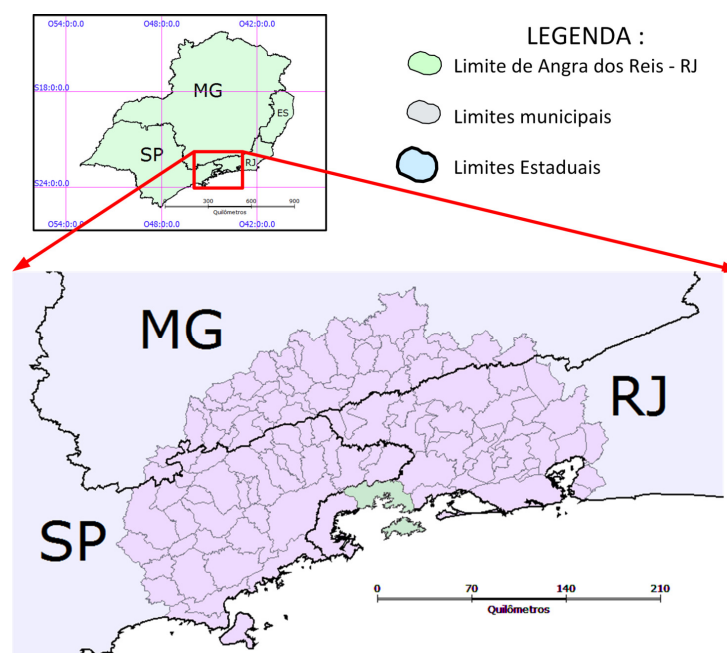 O54:0:0.0 O48:0:0.0 O42:0:0.0
S18:0:0.0
MG
ES
SP
RJ
S24:0:0.0
300 600 900
Quilômetros
O54:0:0.0 O48:0:0.0 O42:0:0.0
LEGENDA :
Limite de Angra dos Reis - RJ
Limites municipais
Limites Estaduais
MG
RJ
SP
0 70 140 210
Quilômetros